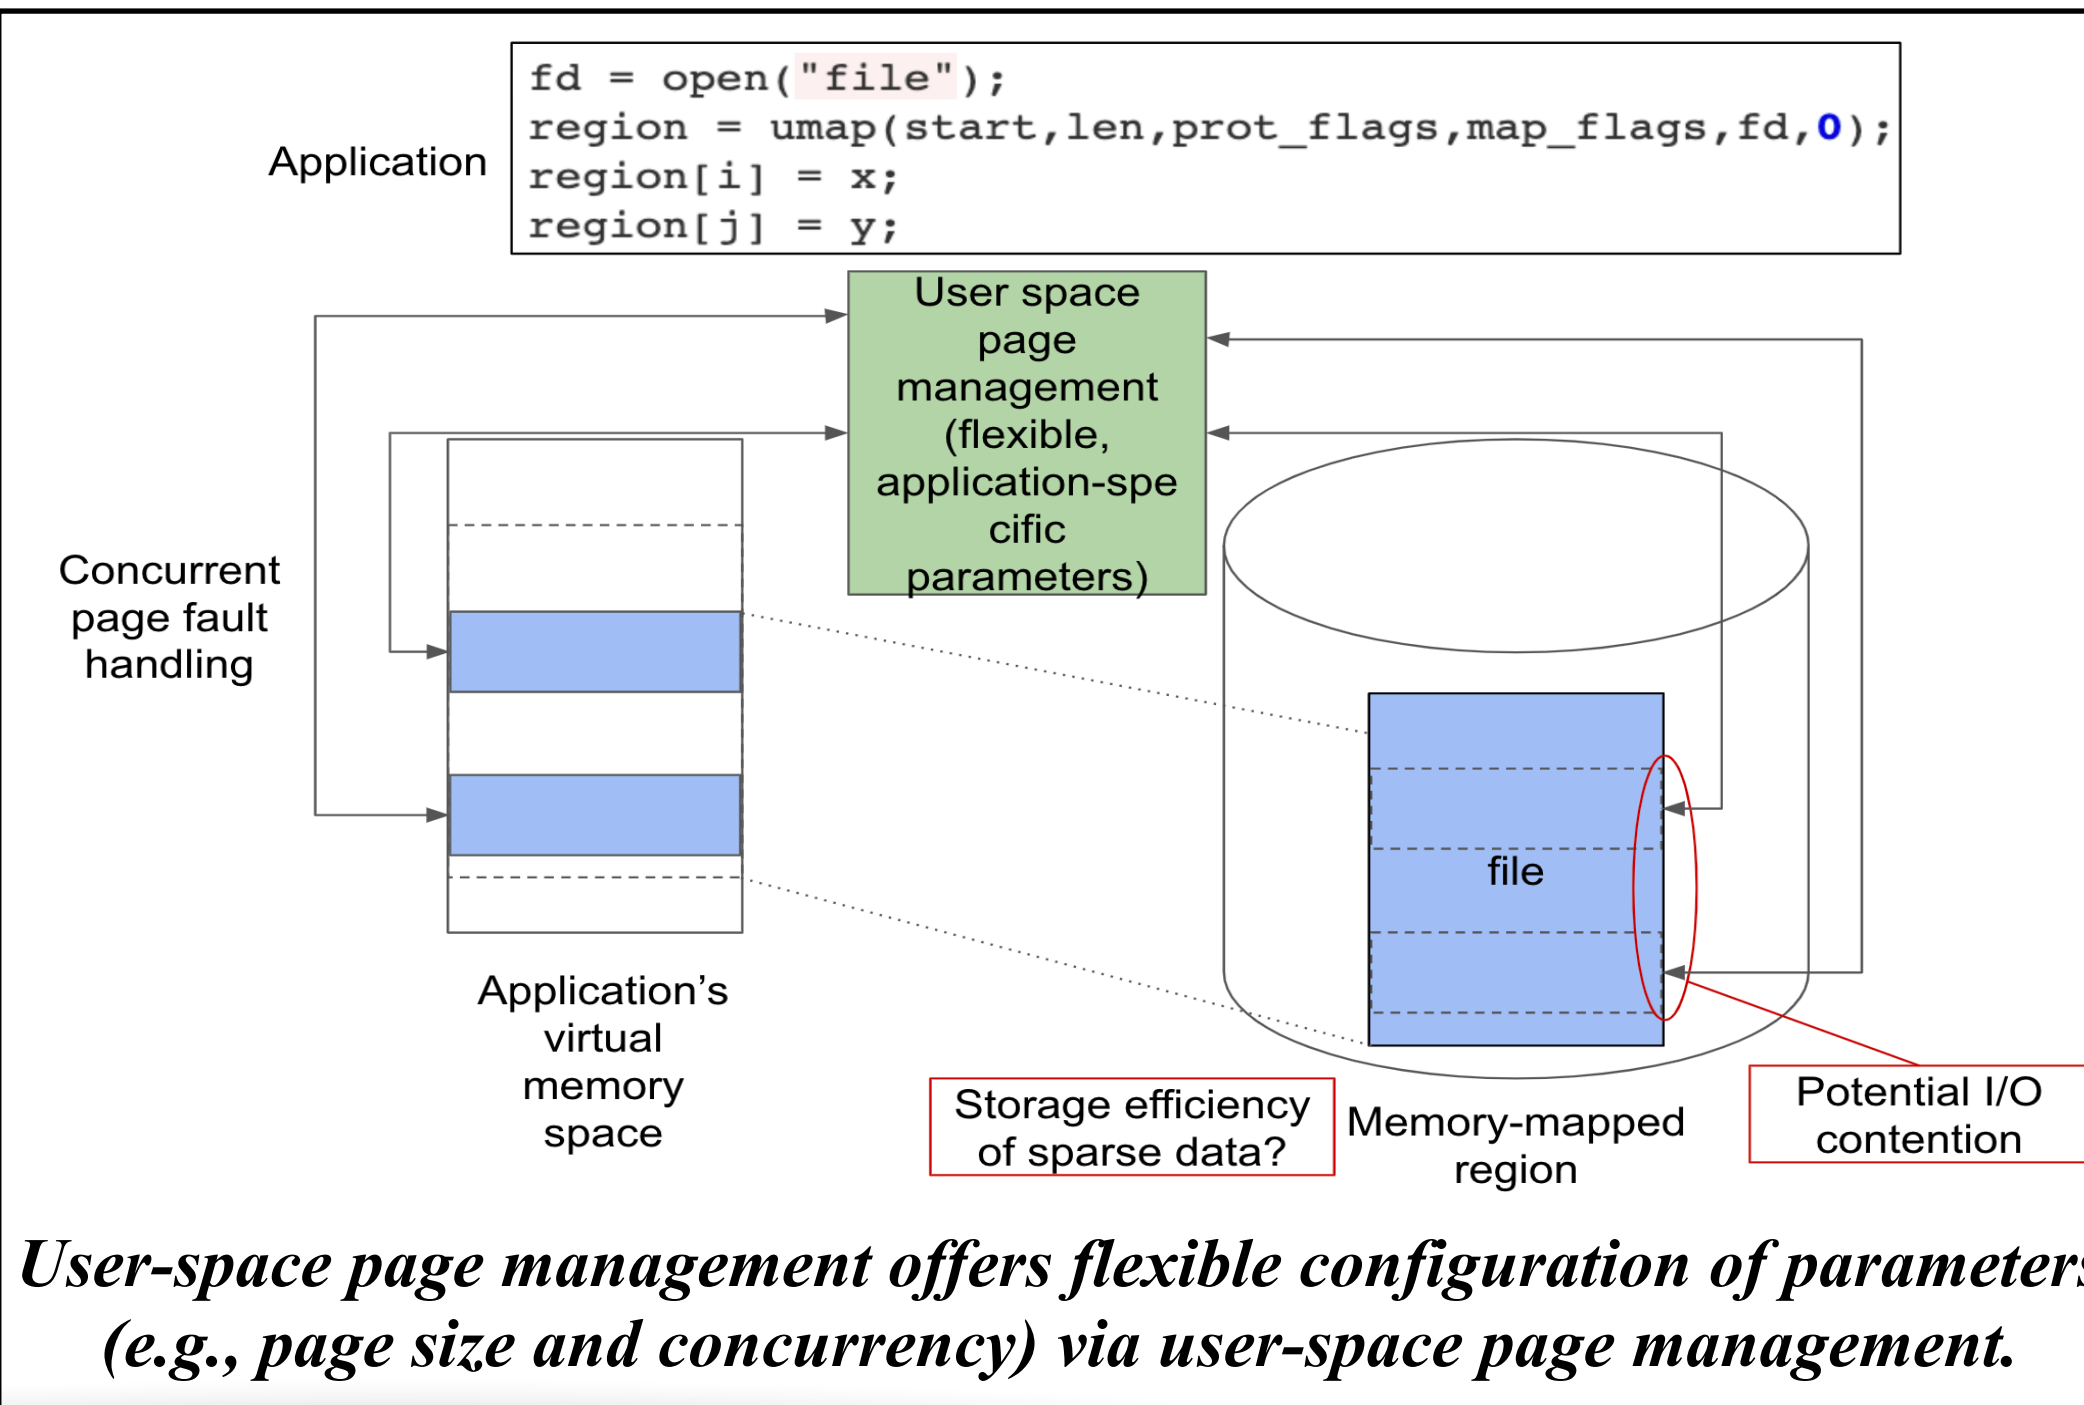 fd = open("file");
region = umap(start,len,prot_flags,map_flags,fd,0);
Application
region[i] = x;
region[j] = y;
User space
page
management
(flexible,
application-spe
cific
parameters)
Concurrent
page fault
handling
file
Application’s
virtual
memory
space
Storage efficiency
of sparse data?
Memory-mapped
region
Potential I/O
contention
User-space page management offers flexible configuration of parameters
(e.g., page size and concurrency) via user-space page management.